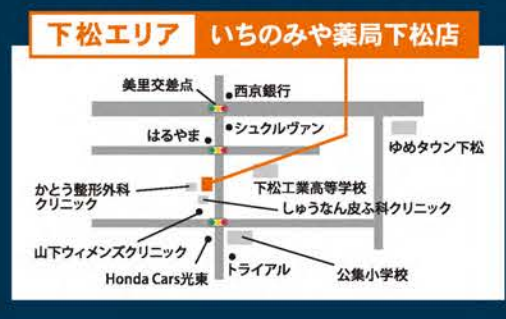 下松エリア いちのみや薬局下松店
美里交差点
西京銀行
シュクルヴァン
はるやま
ゆめタウン下松
かとう整形外科
クリニック
下松工業高等学校
しゅうなん皮ふ科クリニック
山下ウィメンズクリニック
Honda Cars光東
トライアル
公集小学校